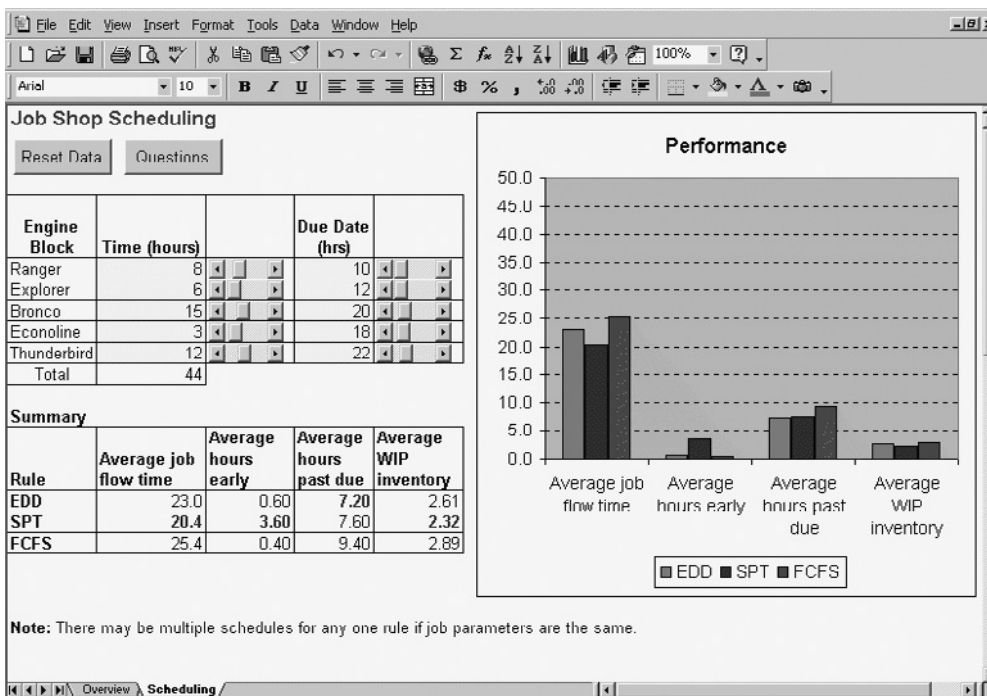 File Edit View Insert Format Tools Data Window Help
100%
Arial 10 B I U $ % ,
Job Shop Scheduling
Reset Data Questions
Engine Block Time (hours) Due Date (hrs)
Ranger 8 10
Explorer 6 12
Bronco 15 20
Econoline 3 18
Thunderbird 12 22
Total 44
Summary
Rule Average job flow time Average hours early Average hours past due Average WIP inventory
EDD 23.0 0.60 7.20 2.61
SPT 20.4 3.60 7.60 2.32
FCFS 25.4 0.40 9.40 2.89
Performance
50.0
45.0
40.0
35.0
30.0
25.0
20.0
15.0
10.0
5.0
0.0
Average job flow time
Average hours early
Average hours past due
Average WIP inventory
EDD SPT FCFS
Note: There may be multiple schedules for any one rule if job parameters are the same.
Overview Scheduling